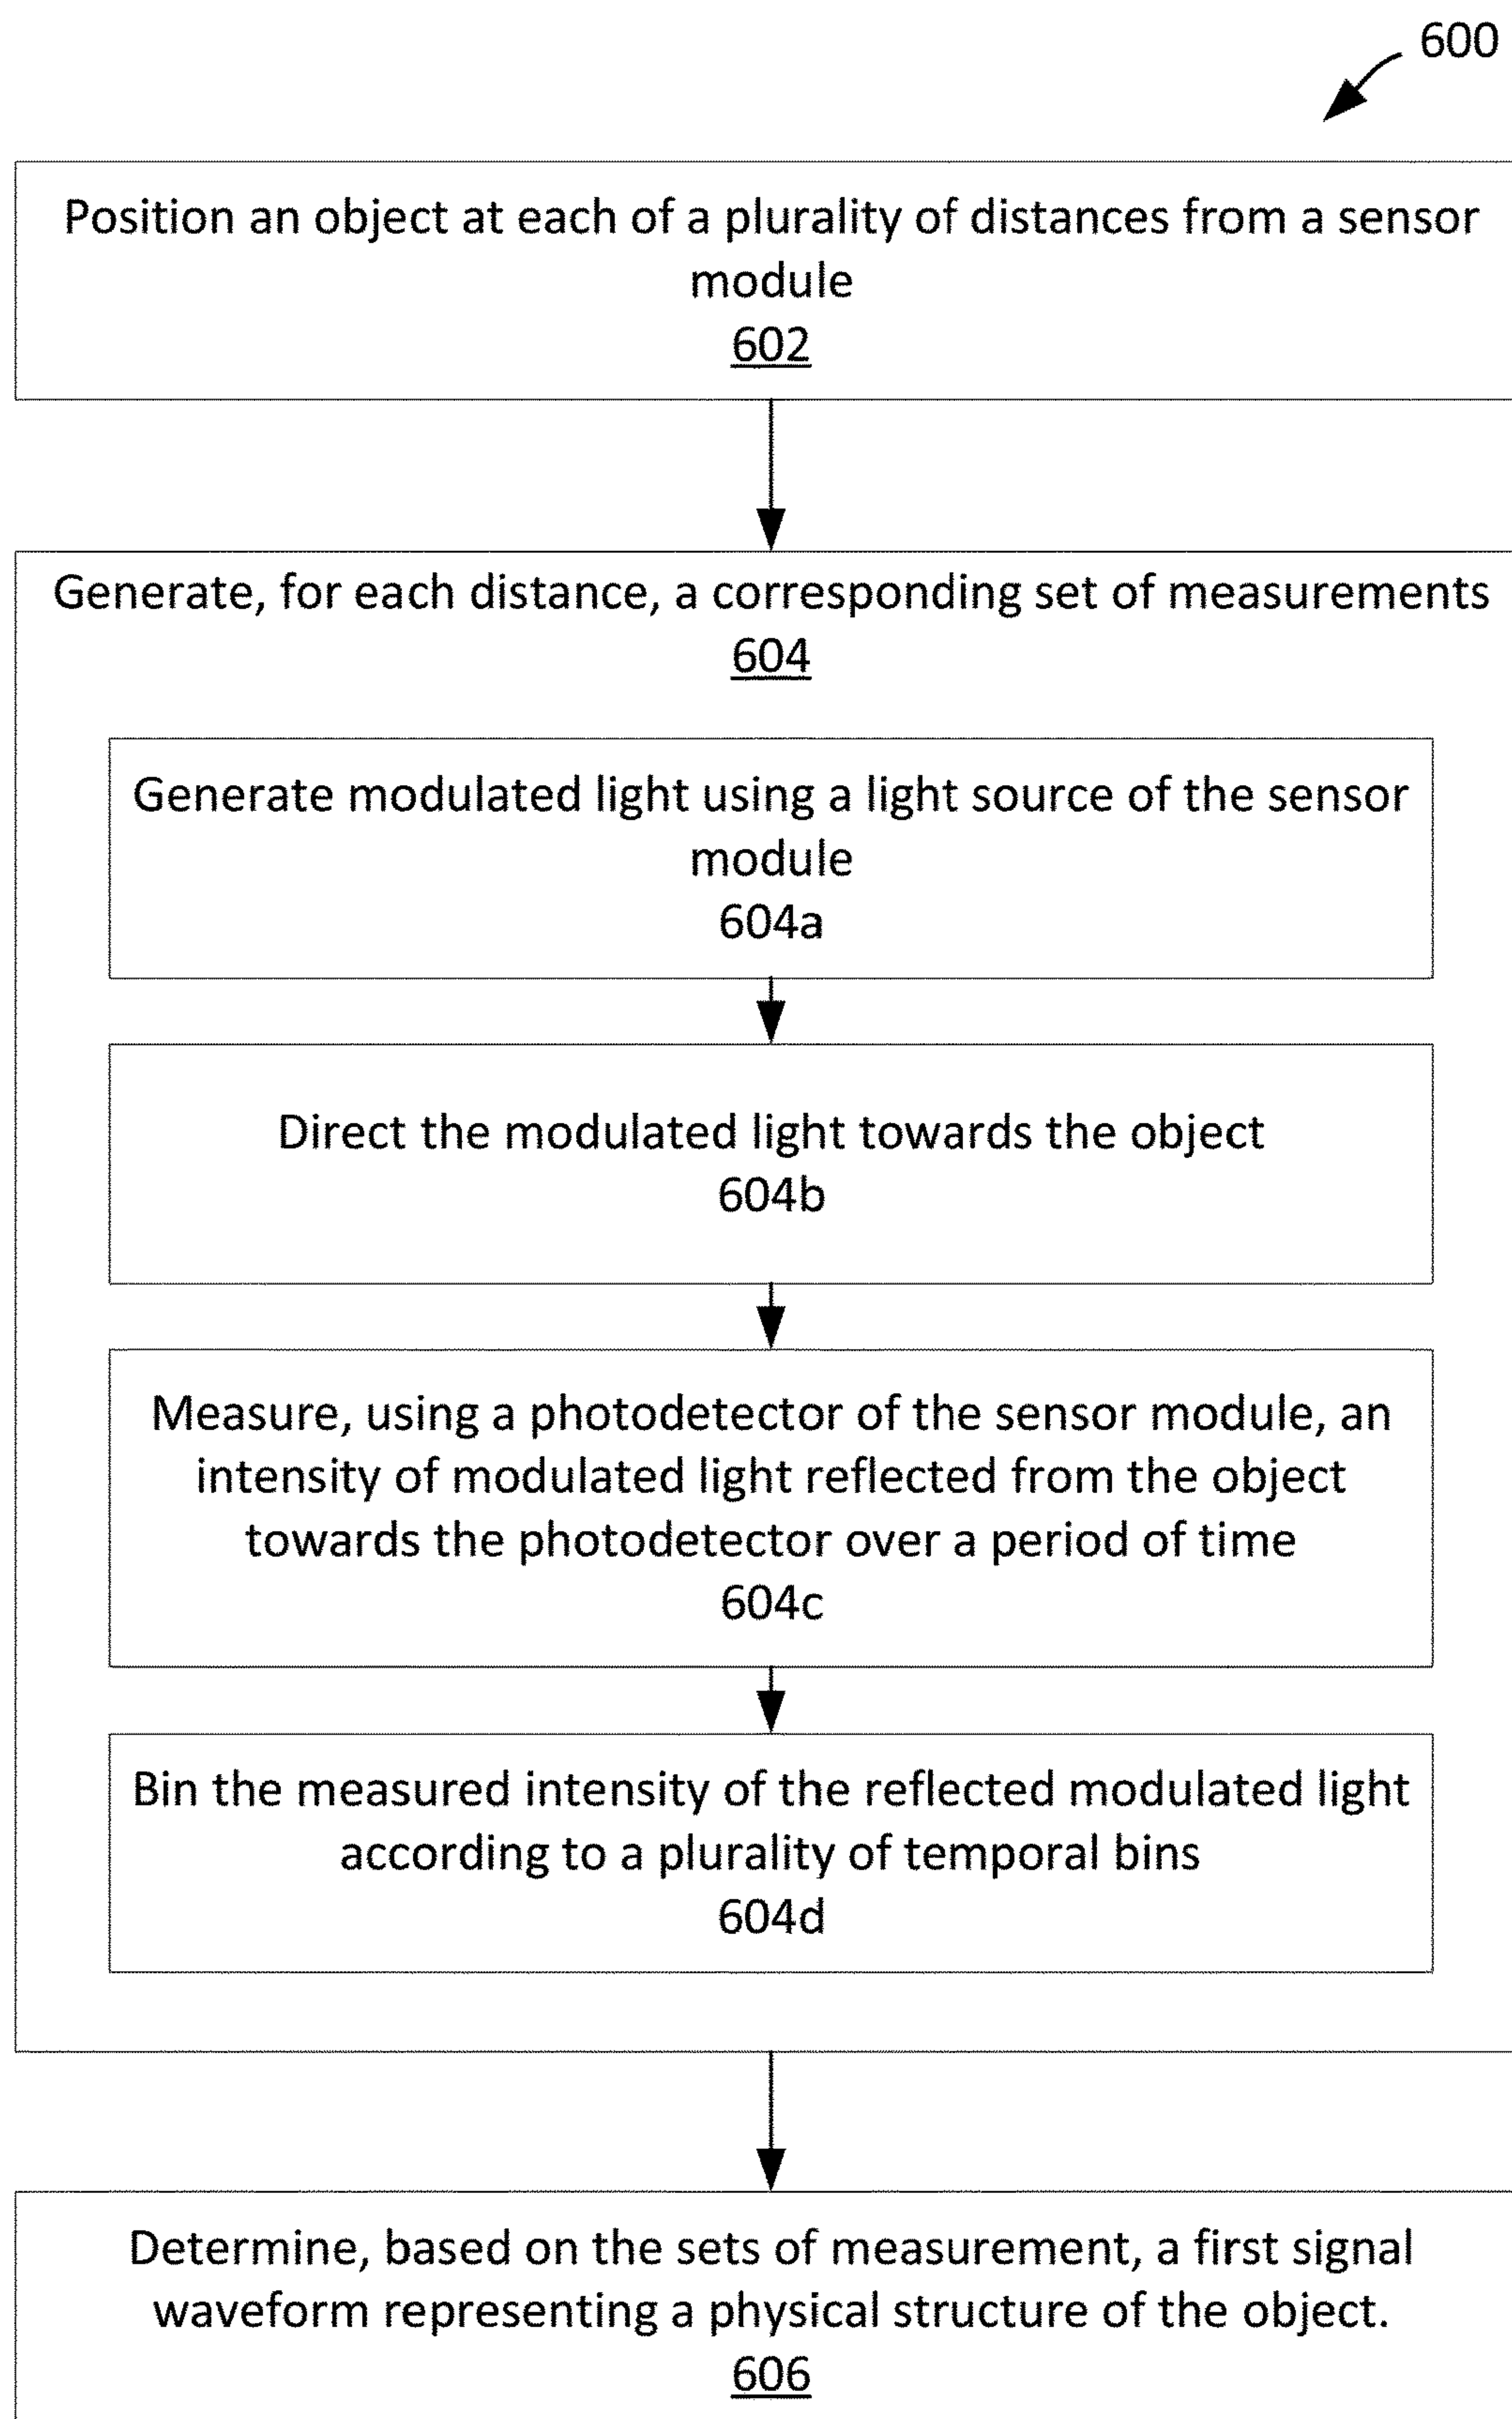 600
Position an object at each of a plurality of distances from a sensor
module
602
Generate, for each distance, a corresponding set of measurements
604
Generate modulated light using a light source of the sensor
module
604a
Direct the modulated light towards the object
604b
Measure, using a photodetector of the sensor module, an
intensity of modulated light reflected from the object
towards the photodetector over a period of time
604c
Bin the measured intensity of the reflected modulated light
according to a plurality of temporal bins
604d
Determine, based on the sets of measurement, a first signal
waveform representing a physical structure of the object.
606